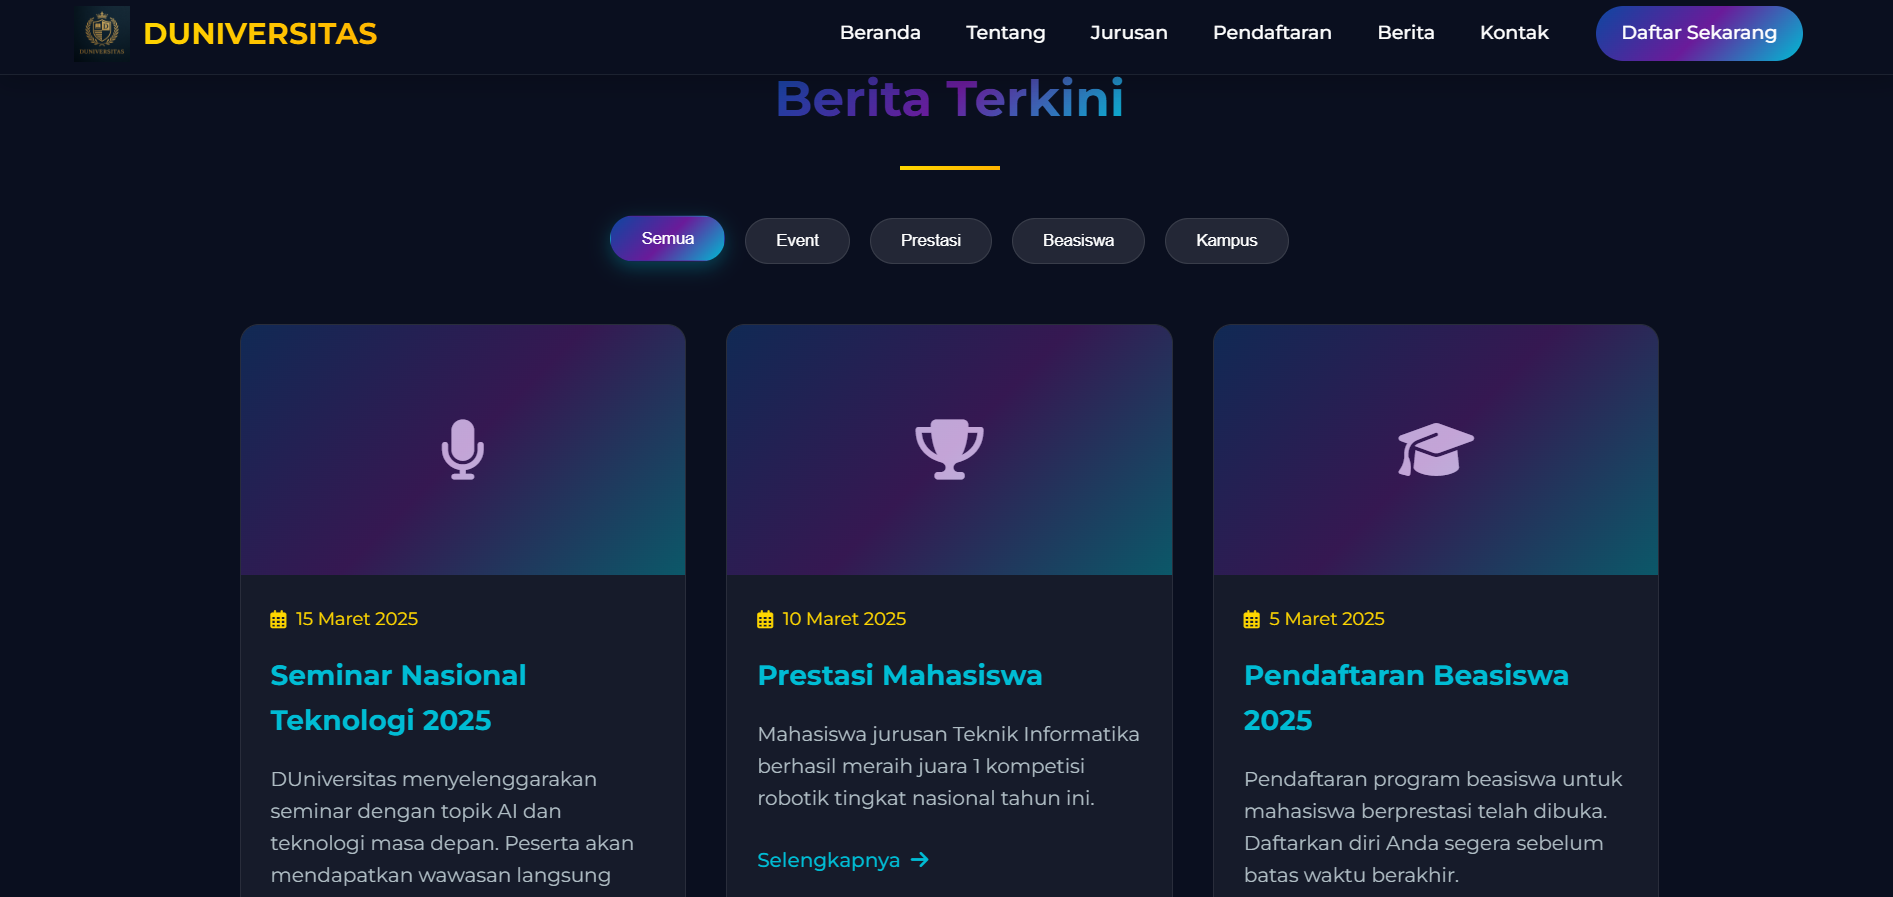 DUNIVERSITAS
DUNIVERSITAS
Beranda
Tentang
Jurusan
Pendaftaran
Berita
Kontak
Daftar Sekarang
Berita Terkini
Semua
Event
Prestasi
Beasiswa
Kampus
15 Maret 2025
Seminar Nasional
Teknologi 2025
DUniversitas menyelenggarakan
seminar dengan topik AI dan
teknologi masa depan. Peserta akan
mendapatkan wawasan langsung
10 Maret 2025
Prestasi Mahasiswa
Mahasiswa jurusan Teknik Informatika
berhasil meraih juara 1 kompetisi
robotik tingkat nasional tahun ini.
Selengkapnya
5 Maret 2025
Pendaftaran Beasiswa
2025
Pendaftaran program beasiswa untuk
mahasiswa berprestasi telah dibuka.
Daftarkan diri Anda segera sebelum
batas waktu berakhir.